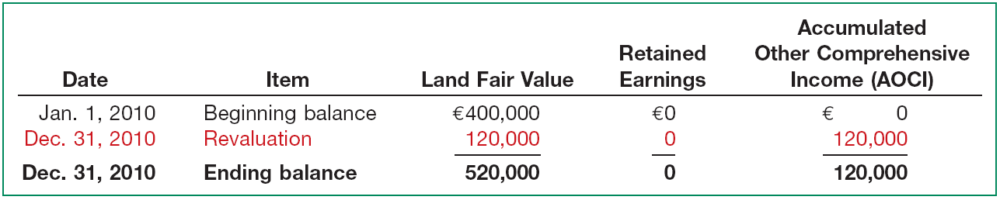 Accumulated
Retained Other Comprehensive
Date Item Land Fair Value Earnings Income (AOCI)
Jan. 1, 2010 Beginning balance €400,000 €0 € 0
Dec. 31, 2010 Revaluation 120,000 0 120,000
Dec. 31, 2010 Ending balance 520,000 0 120,000